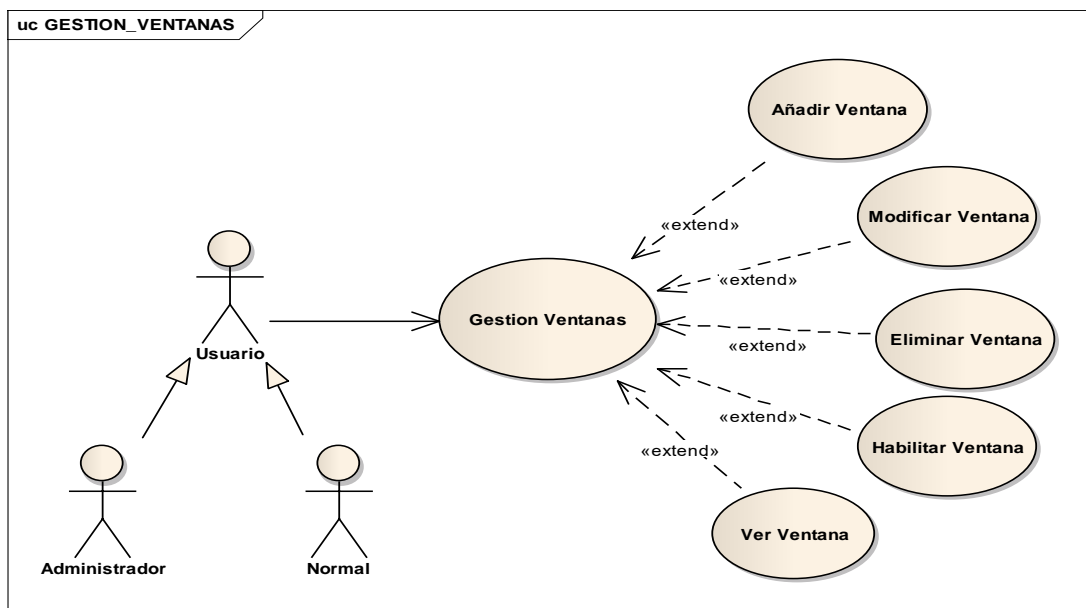 uc GESTION_VENTANAS
Añadir Ventana
Modificar Ventana
«extend»
«extend»
Gestion Ventanas
Eliminar Ventana
«extend»
Usuario
«extend»
Habilitar Ventana
«extend»
Ver Ventana
Administrador
Normal